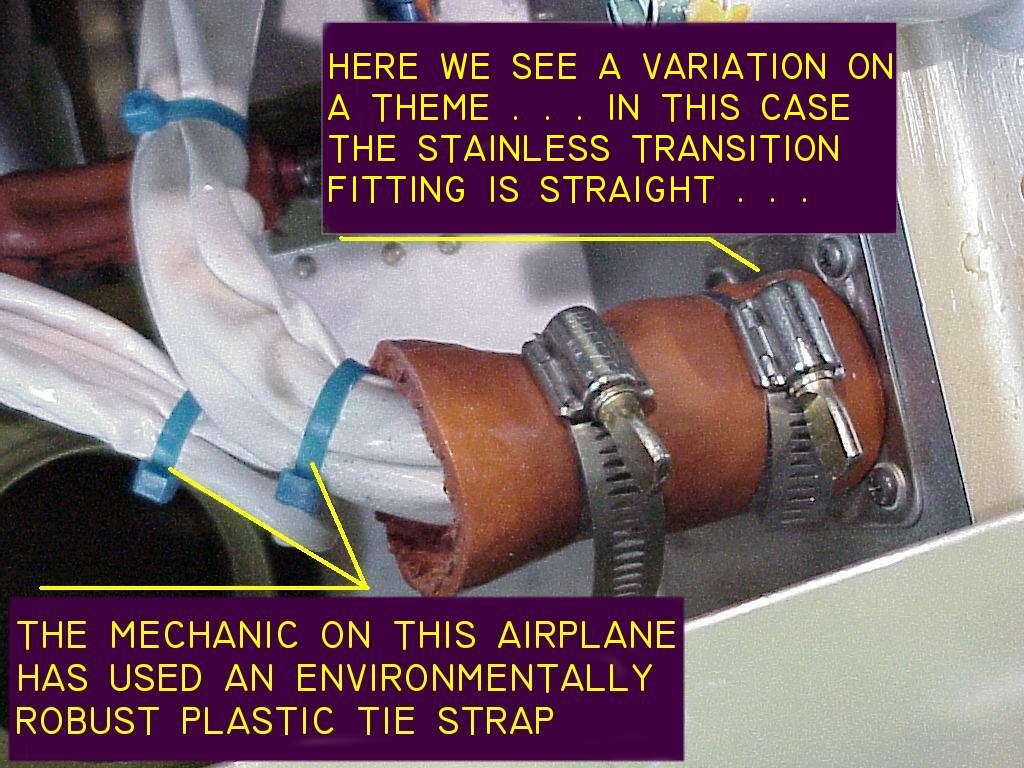 HERE WE SEE A VARIATION ON
A THEME . . . IN THIS CASE
THE STAINLESS TRANSITION
FITTING IS STRAIGHT . . .
THE MECHANIC ON THIS AIRPLANE
HAS USED AN ENVIRONMENTALLY
ROBUST PLASTIC TIE STRAP